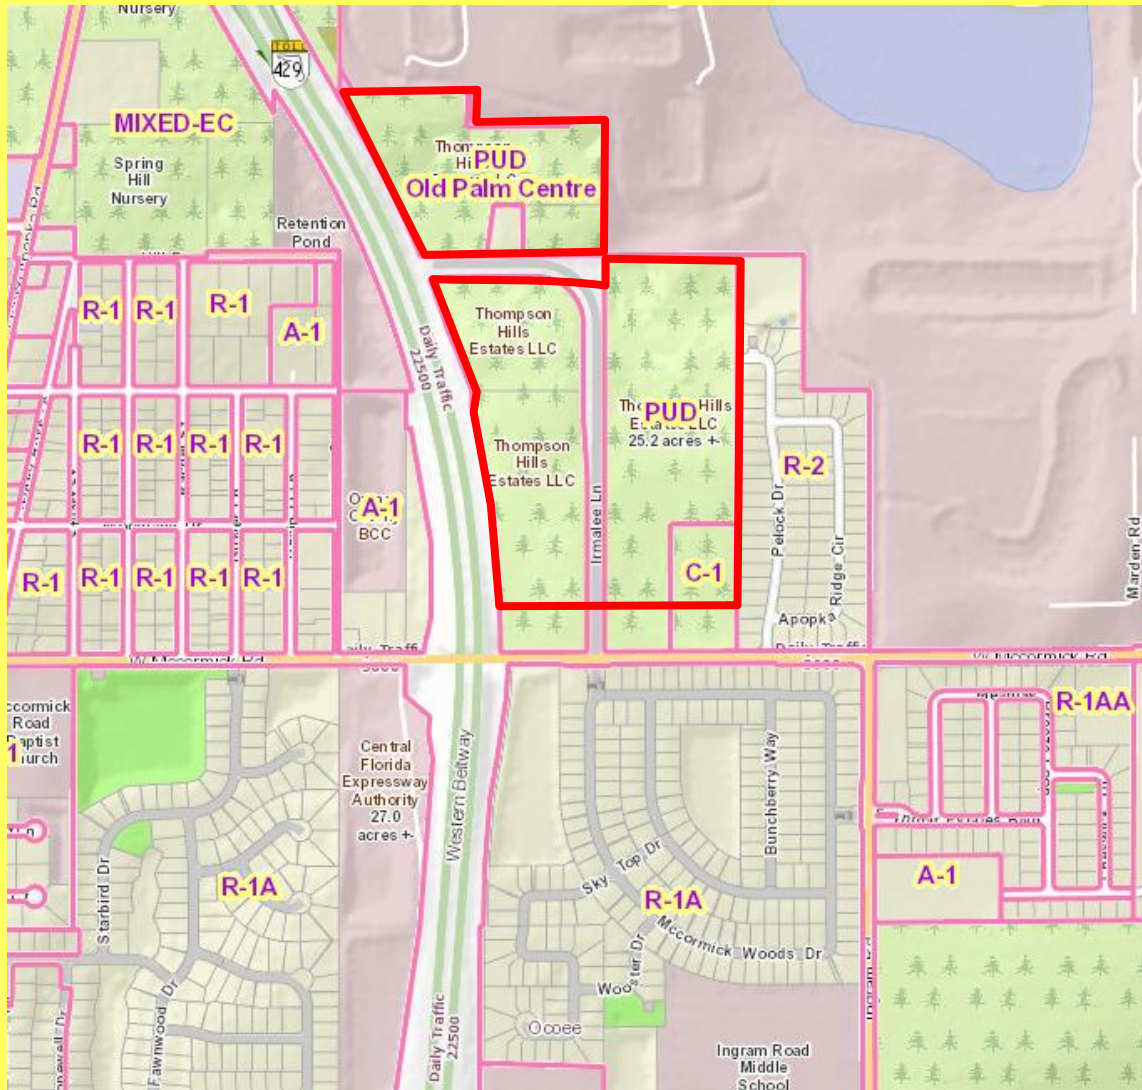 Nursery
TOLL
429
MIXED-EC
Spring
Hill
Nursery
Retention
Pond
PUD
Old Palm Centre
R-1
R-1
R-1
A-1
Thompson
Hills
Estates LLC
Daily Traffic
22500
PUD
25.2 acres +-
R-1
R-1
R-1
R-1
Thompson
Hills
Estates LLC
R-2
A-1
BCC
Irmalee Ln
Pelock Dr
Ridge Cir
Marden Rd
R-1
R-1
R-1
R-1
R-1
C-1
Apopka
W Mccormick Rd
W Mccormick Rd
Road
R-1AA
Central
Florida
Expressway
Authority
27.0
acres +-
Western Beltway
Bunchberry Way
Starbird Dr
R-1A
Sky Top Dr
R-1A
A-1
Mccormick Woods Dr
Wooster Dr
Ingram Rd
Fawnwood Dr
Daily Traffic
22500
Ocoee
Ingram Road
Middle
School